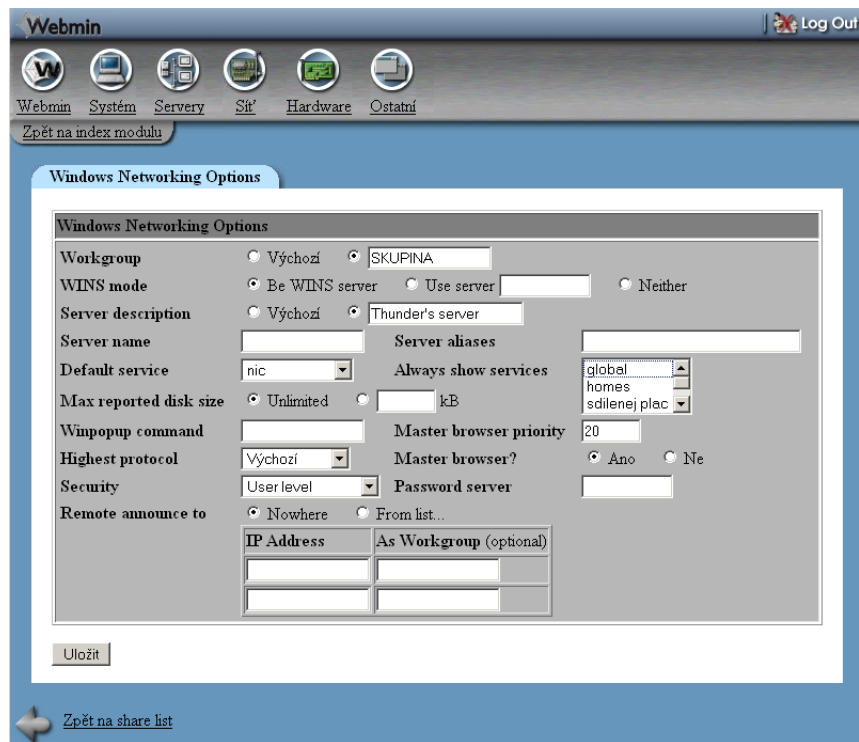 Webmin
Log Out
Webmin Systém Servery Síť Hardware Ostatní
Zpět na index modulu
Windows Networking Options
Windows Networking Options
Workgroup Výchozí SKUPINA
WINS mode Be WINS server Use server Neither
Server description Výchozí Thunder's server
Server name Server aliases
Default service nic Always show services global
homes
sdilenej plac
Max reported disk size Unlimited kB
Winpopup command Master browser priority 20
Highest protocol Výchozí Master browser? Ano Ne
Security User level Password server
Remote announce to Nowhere From list...
IP Address As Workgroup (optional)
Uložit
Zpět na share list